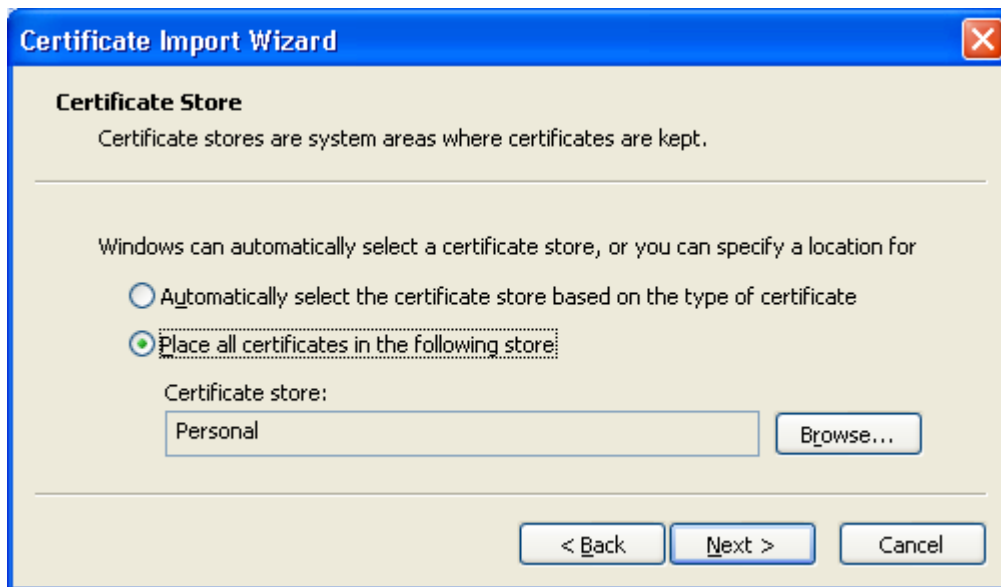 Certificate Import Wizard
Certificate Store
Certificate stores are system areas where certificates are kept.
Windows can automatically select a certificate store, or you can specify a location for
Automatically select the certificate store based on the type of certificate
Place all certificates in the following store
Certificate store:
Personal
Browse...
< Back
Next >
Cancel